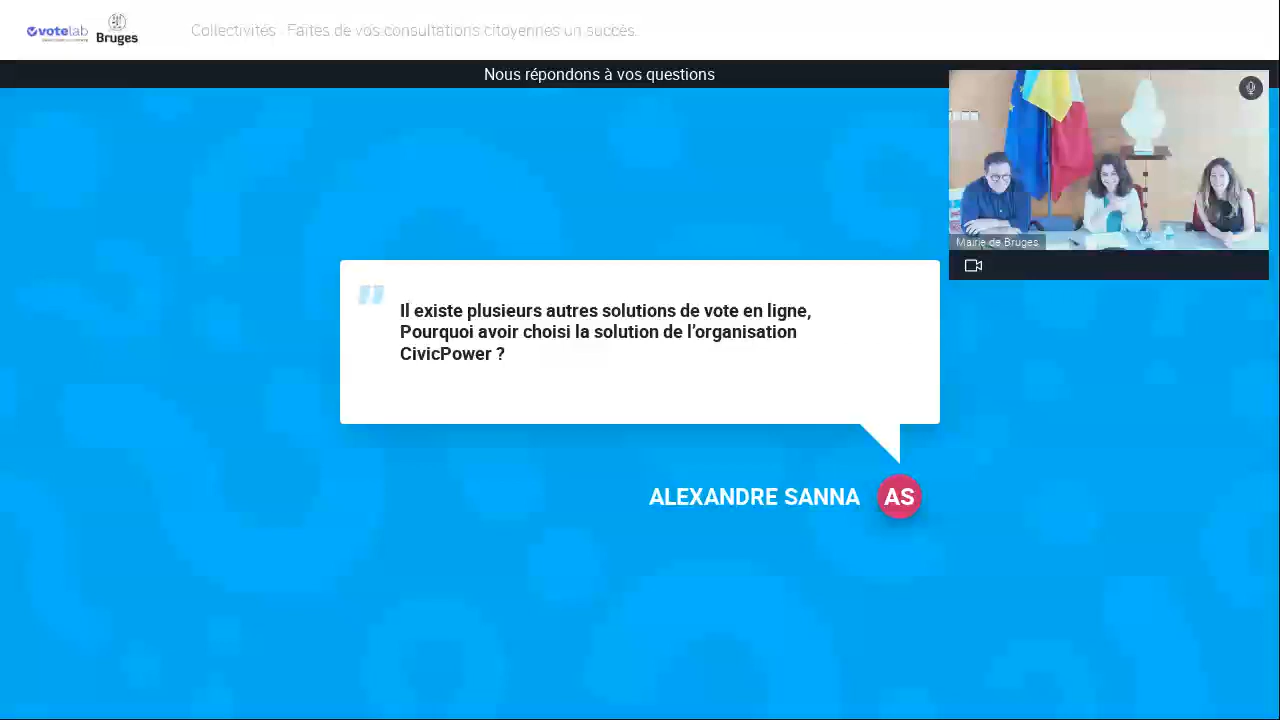 votelab
Bruges
Collectivités : Faites de vos consultations citoyennes un succès.
Nous répondons à vos questions
Mairie de Bruges
Il existe plusieurs autres solutions de vote en ligne,
Pourquoi avoir choisi la solution de l’organisation
CivicPower ?
ALEXANDRE SANNA AS